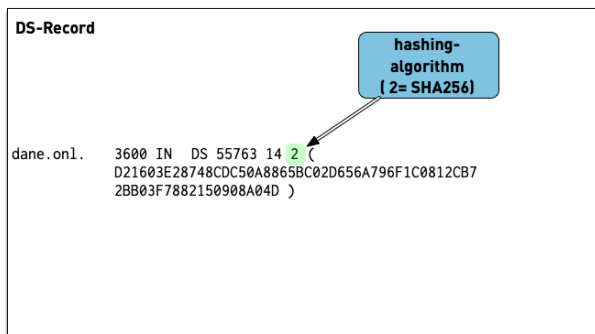 DS-Record
hashing-
algorithm
( 2= SHA256)
dane.onl. 3600 IN DS 55763 14 2 (
D21603E28748CDC50A8865BC02D656A796F1C0812CB7
2BB03F7882150908A04D )